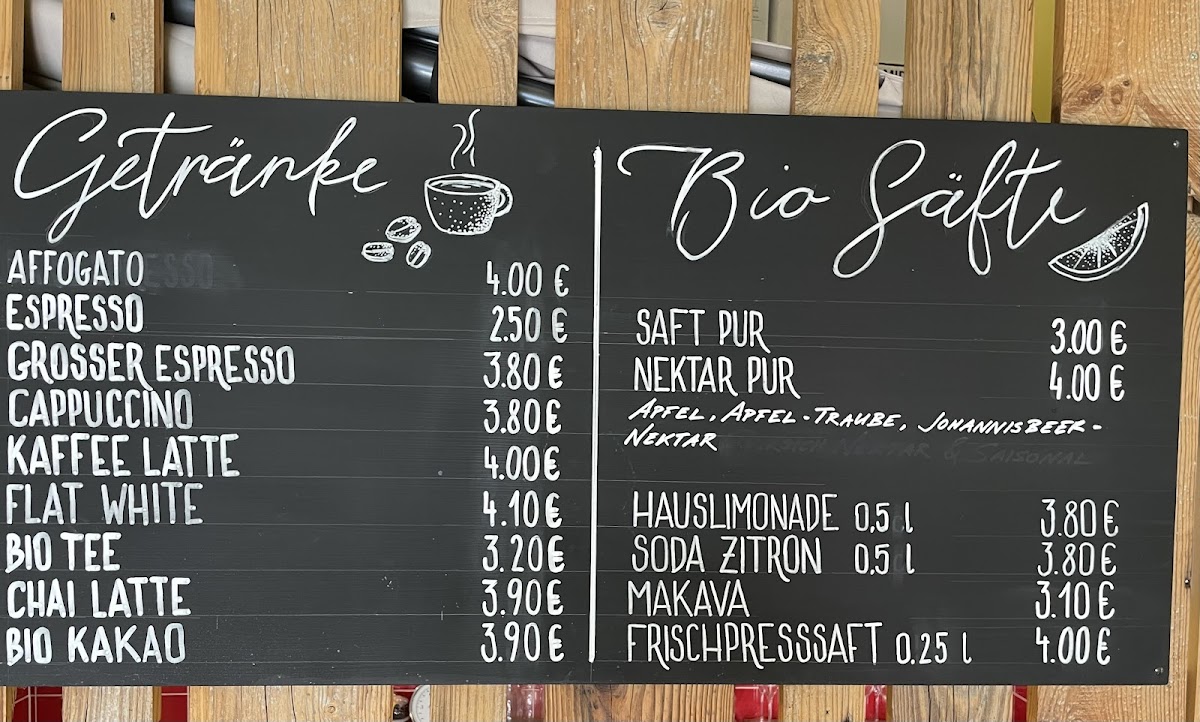 Getränke
AFFOGATO 4.00 €
ESPRESSO 2.50 €
GROSSER ESPRESSO 3.80 €
CAPPUCCINO 3.80 €
KAFFEE LATTE 4.00 €
FLAT WHITE 4.10 €
BIO TEE 3.20 €
CHAI LATTE 3.90 €
BIO KAKAO 3.90 €
Bio Säfte
SAFT PUR 3.00 €
NEKTAR PUR 4.00 €
APFEL, APFEL-TRAUBE, JOHANNISBEER-
NEKTAR NEKTAR & SAISONAL
HAUSLIMONADE 0,5 l 3.80 €
SODA ZITRON 0,5 l 3.80 €
MAKAVA 3.10 €
FRISCHPRESSSAFT 0.25 l 4.00 €